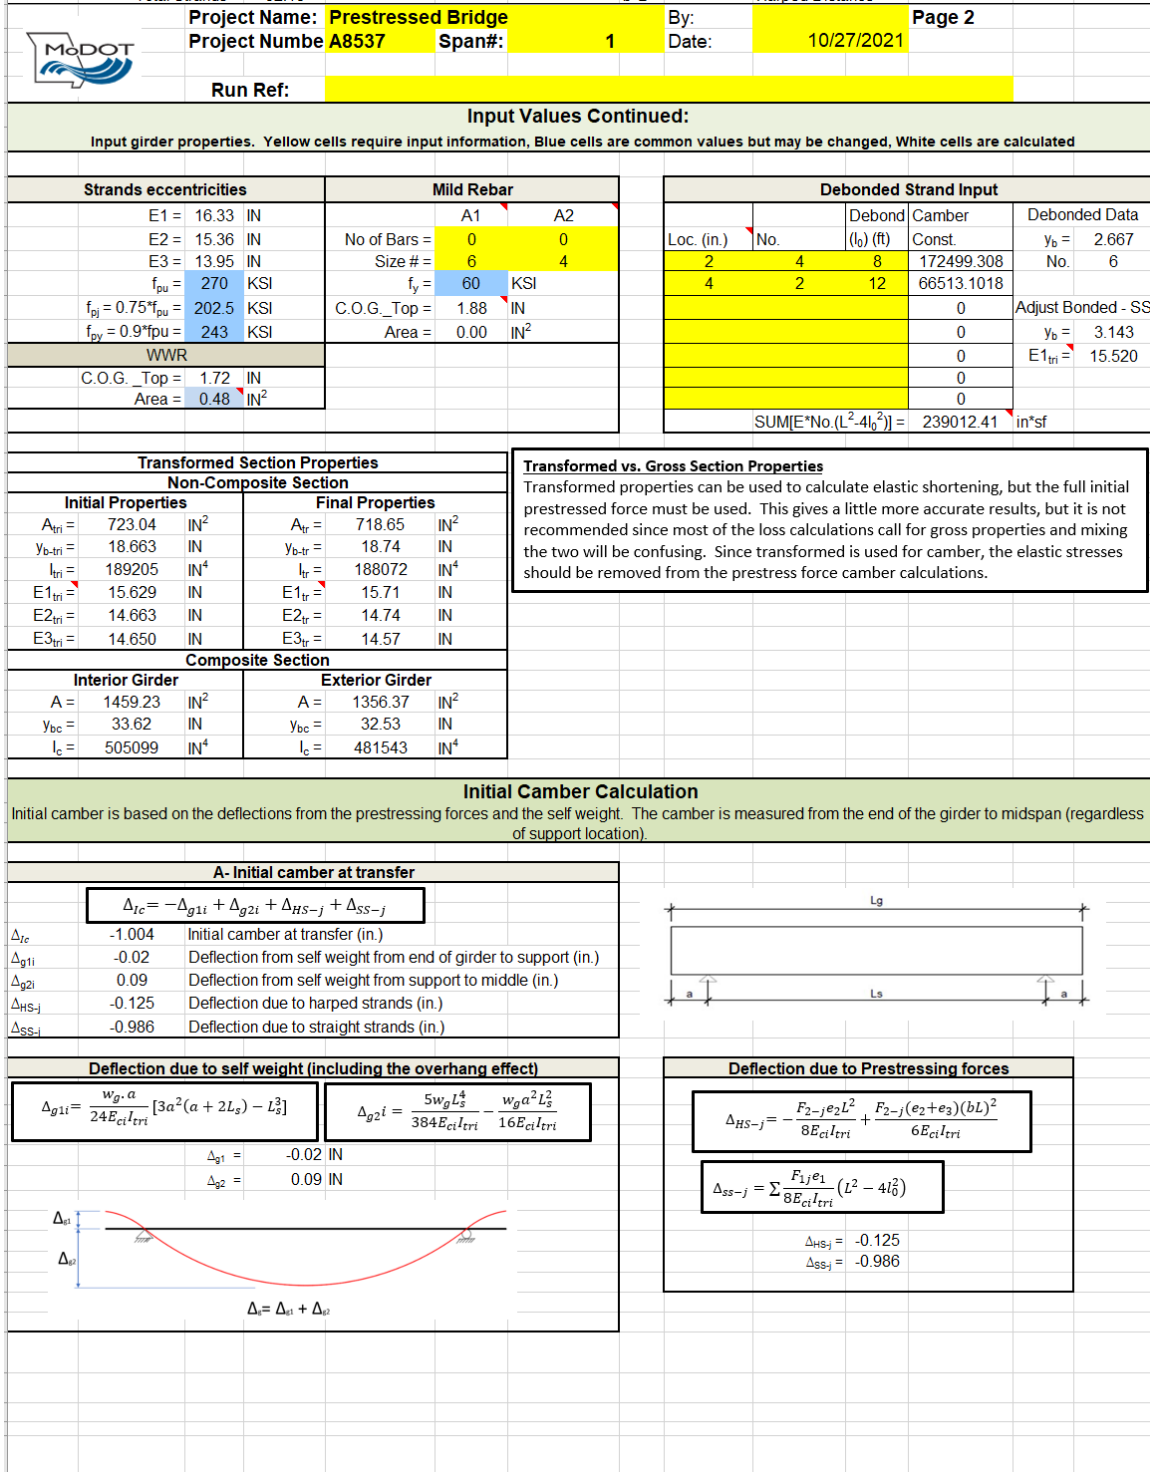 Project Name: Prestressed Bridge By: Page 2
Project Numbe A8537 Span#: 1 Date: 10/27/2021
MoDOT
Run Ref:
Input Values Continued:
Input girder properties. Yellow cells require input information, Blue cells are common values but may be changed, White cells are calculated
Strands eccentricities
E1 = 16.33 IN
E2 = 15.36 IN
E3 = 13.95 IN
fpu = 270 KSI
fpj = 0.75*fpu = 202.5 KSI
fpy = 0.9*fpu = 243 KSI
WWR
C.O.G. _Top = 1.72 IN
Area = 0.48 IN²
Mild Rebar
A1 A2
No of Bars = 0 0
Size # = 6 4
fy = 60 KSI
C.O.G._Top = 1.88 IN
Area = 0.00 IN²
Debonded Strand Input
Debond Camber Debonded Data
Loc. (in.) No. (l₀) (ft) Const. yb = 2.667
2 4 8 172499.308 No. 6
4 2 12 66513.1018
0 Adjust Bonded - SS
0 yb = 3.143
0 E1tri = 15.520
0
0
SUM[E*No.(L²-4l₀²)] = 239012.41 in*sf
Transformed Section Properties
Non-Composite Section
Initial Properties Final Properties
Atri = 723.04 IN² Atr = 718.65 IN²
yb-tri = 18.663 IN yb-tr = 18.74 IN
Itri = 189205 IN⁴ Itr = 188072 IN⁴
E1tri = 15.629 IN E1tr = 15.71 IN
E2tri = 14.663 IN E2tr = 14.74 IN
E3tri = 14.650 IN E3tr = 14.57 IN
Composite Section
Interior Girder Exterior Girder
A = 1459.23 IN² A = 1356.37 IN²
ybc = 33.62 IN ybc = 32.53 IN
Ic = 505099 IN⁴ Ic = 481543 IN⁴
Transformed vs. Gross Section Properties
Transformed properties can be used to calculate elastic shortening, but the full initial
prestressed force must be used. This gives a little more accurate results, but it is not
recommended since most of the loss calculations call for gross properties and mixing
the two will be confusing. Since transformed is used for camber, the elastic stresses
should be removed from the prestress force camber calculations.
Initial Camber Calculation
Initial camber is based on the deflections from the prestressing forces and the self weight. The camber is measured from the end of the girder to midspan (regardless
of support location).
A- Initial camber at transfer
ΔIc= −Δg1i + Δg2i + ΔHS−j + ΔSS−j
ΔIc -1.004 Initial camber at transfer (in.)
Δg1i -0.02 Deflection from self weight from end of girder to support (in.)
Δg2i 0.09 Deflection from self weight from support to middle (in.)
ΔHS-j -0.125 Deflection due to harped strands (in.)
ΔSS-j -0.986 Deflection due to straight strands (in.)
Lg
a Ls a
Deflection due to self weight (including the overhang effect)
Δg1i= wg.a / 24EciItri [3a²(a + 2Ls) − Ls³]
Δg2i = 5wgLs⁴ / 384EciItri − wga²Ls² / 16EciItri
Δg1 = -0.02 IN
Δg2 = 0.09 IN
Δg1
Δg2
Δg= Δg1 + Δg2
Deflection due to Prestressing forces
ΔHS−j= − F2−je2L² / 8EciItri + F2−j(e2+e3)(bL)² / 6EciItri
Δss−j = Σ F1je1 / 8EciItri (L² − 4l₀²)
ΔHS-j = -0.125
ΔSS-j = -0.986